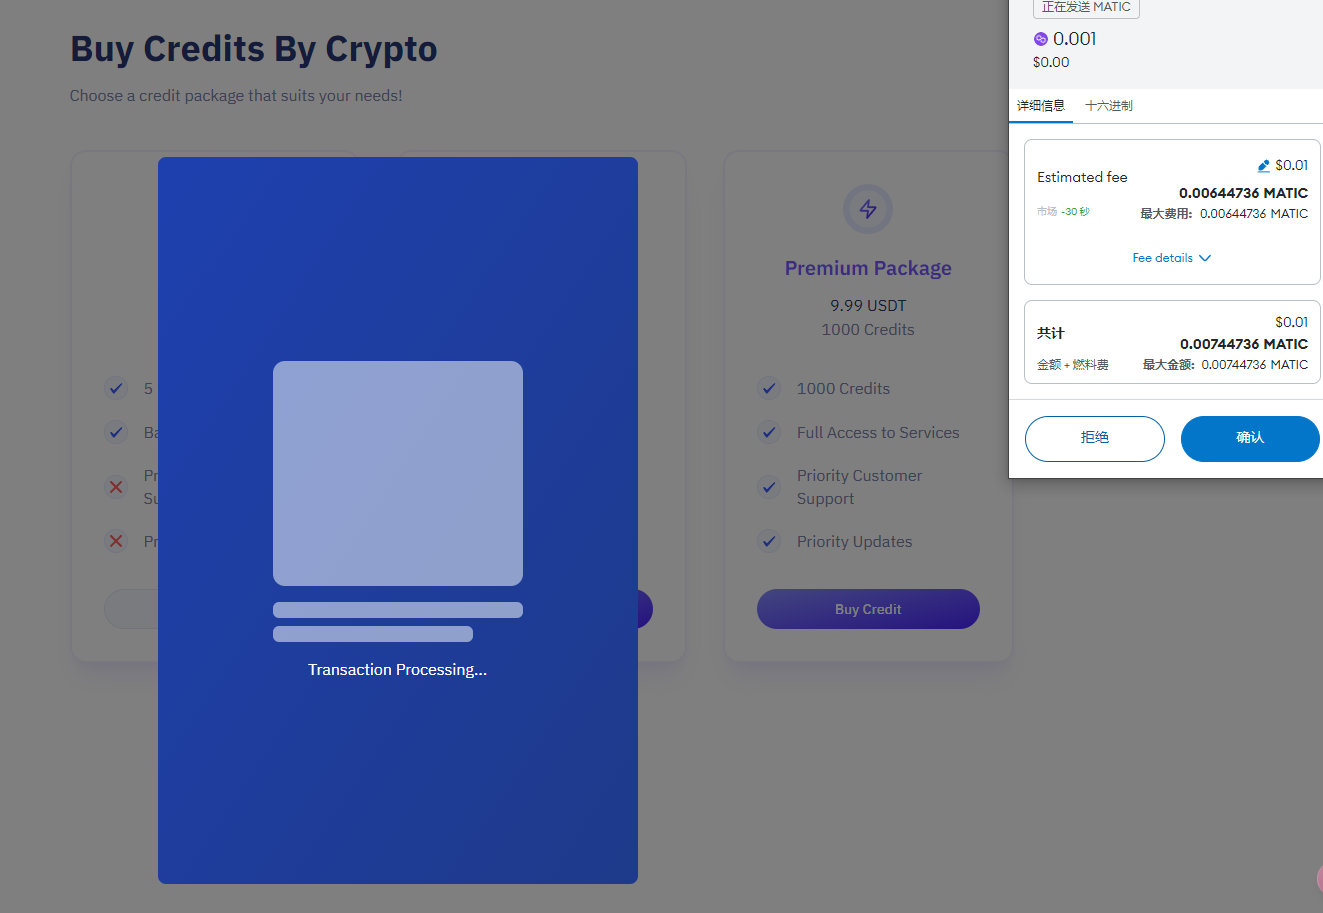 Buy Credits By Crypto
Choose a credit package that suits your needs!
5
Ba
Pr
Su
Pr
Transaction Processing...
Premium Package
9.99 USDT
1000 Credits
1000 Credits
Full Access to Services
Priority Customer
Support
Priority Updates
Buy Credit
正在发送 MATIC
0.001
$0.00
详细信息 十六进制
$0.01
Estimated fee
0.00644736 MATIC
市场 -30 秒 最大费用: 0.00644736 MATIC
Fee details
$0.01
共计
0.00744736 MATIC
金额 + 燃料费 最大金额: 0.00744736 MATIC
拒绝 确认